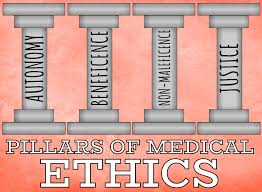 AUTONOMY
BENEFICENCE
NON-MALEFICENCE
JUSTICE
PILLARS OF MEDICAL
ETHICS